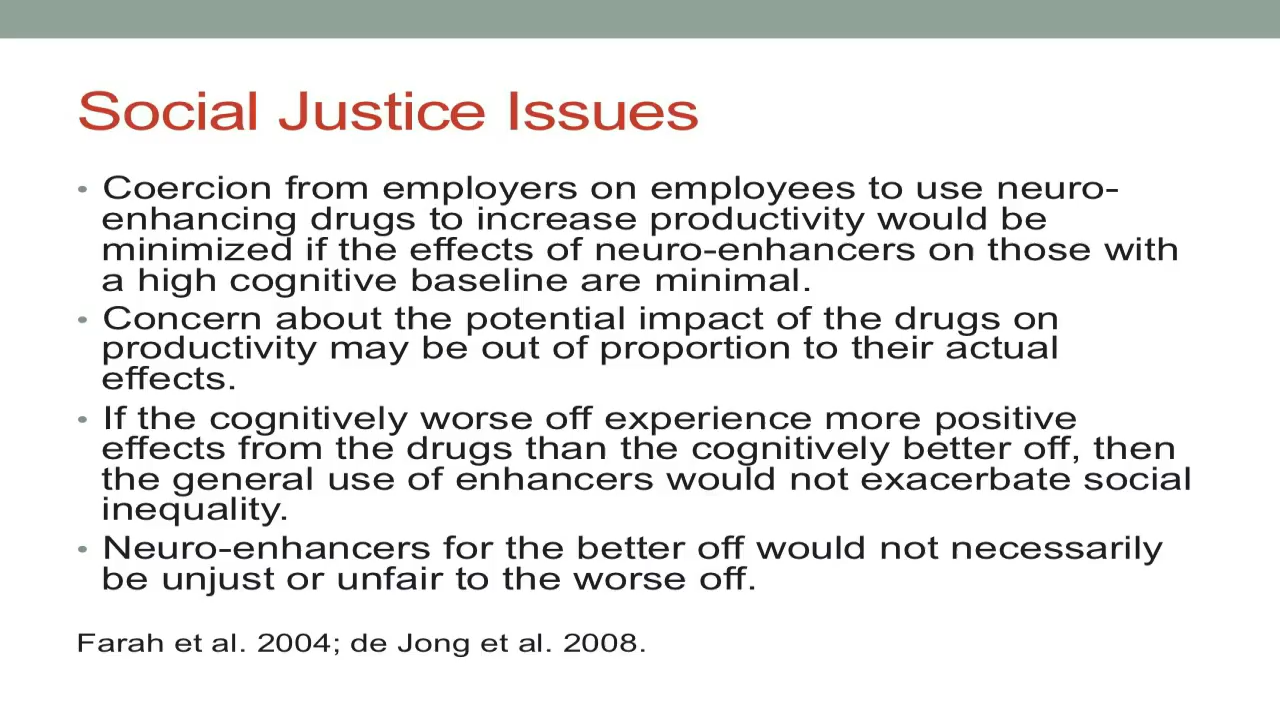 Social Justice Issues
• Coercion from employers on employees to use neuro-
enhancing drugs to increase productivity would be
minimized if the effects of neuro-enhancers on those with
a high cognitive baseline are minimal.
• Concern about the potential impact of the drugs on
productivity may be out of proportion to their actual
effects.
• If the cognitively worse off experience more positive
effects from the drugs than the cognitively better off, then
the general use of enhancers would not exacerbate social
inequality.
• Neuro-enhancers for the better off would not necessarily
be unjust or unfair to the worse off.
Farah et al. 2004; de Jong et al. 2008.